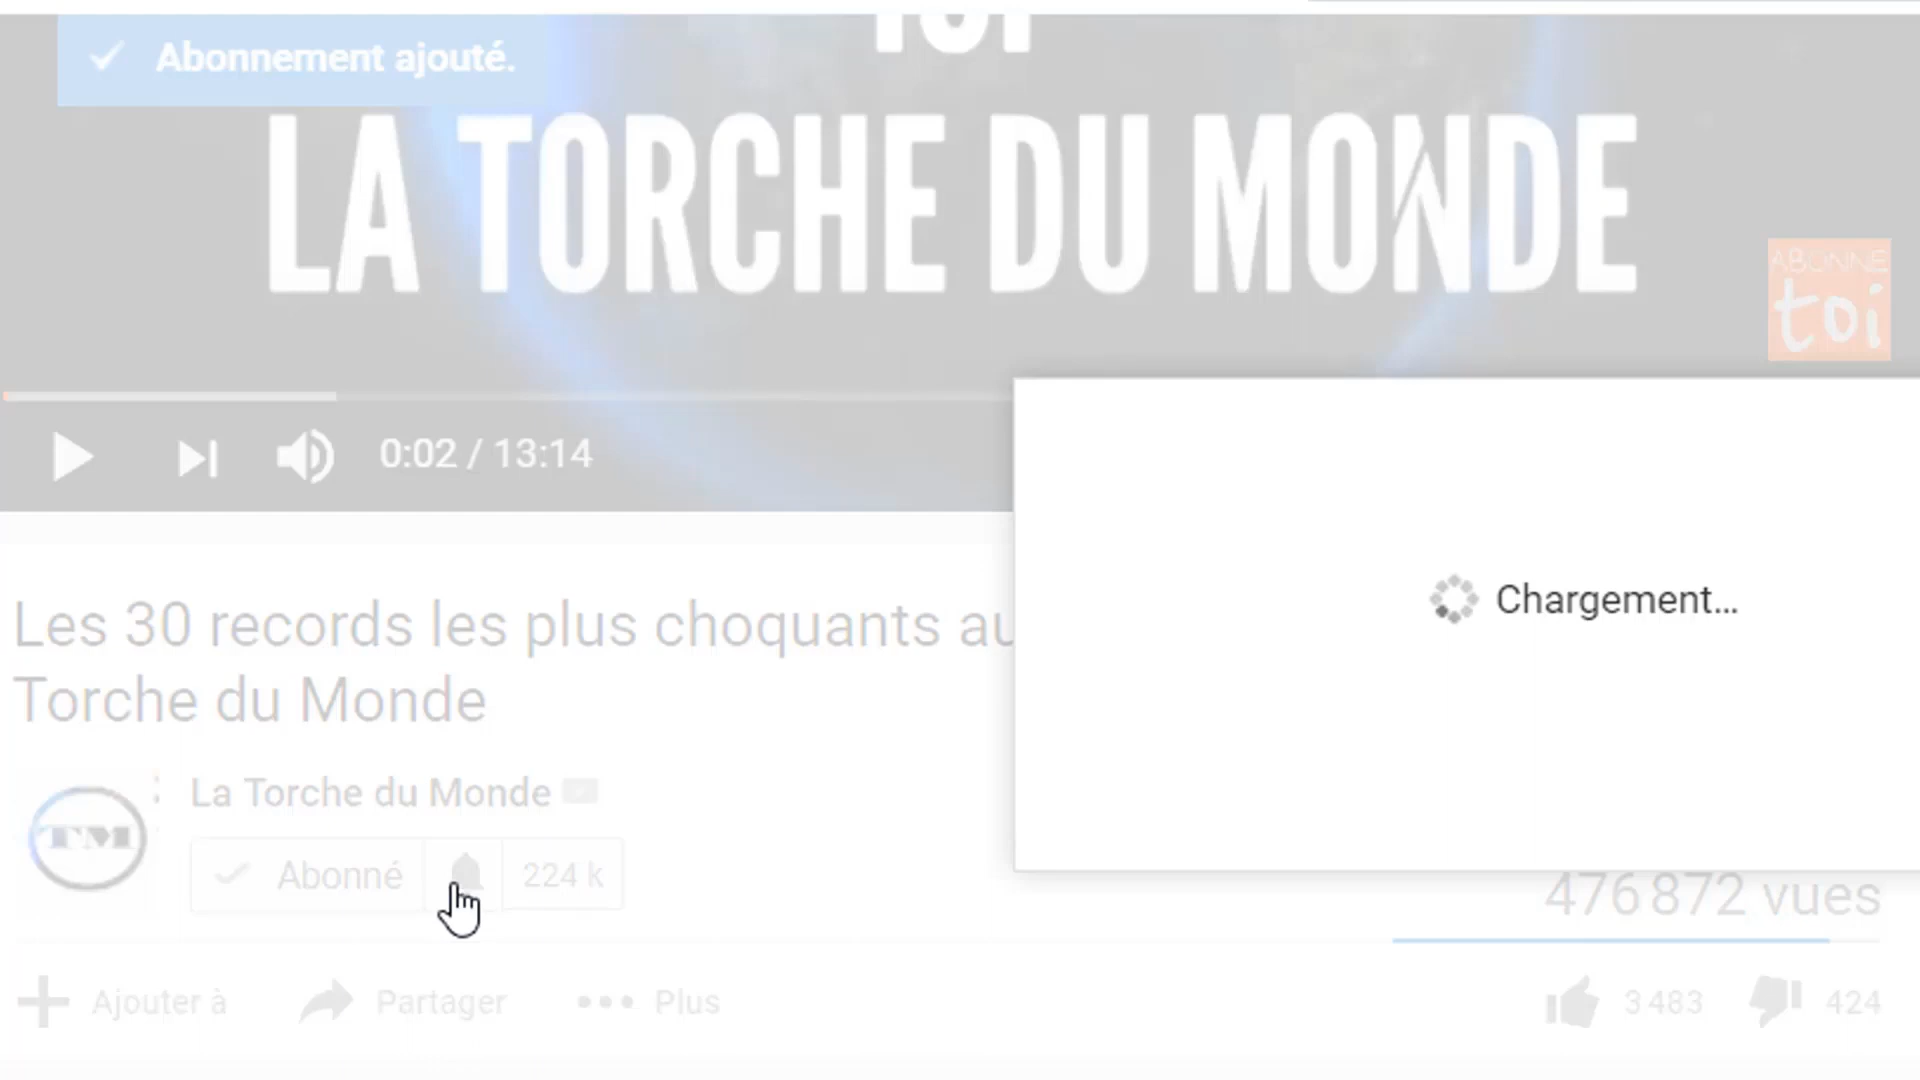 Abonnement ajouté.
LA TORCHE DU MONDE
ABONNE
toi
0:02 / 13:14
Chargement...
Les 30 records les plus choquants au
Torche du Monde
TM
La Torche du Monde
Abonné
224 k
476 872 vues
Ajouter à
Partager
Plus
3 483
424